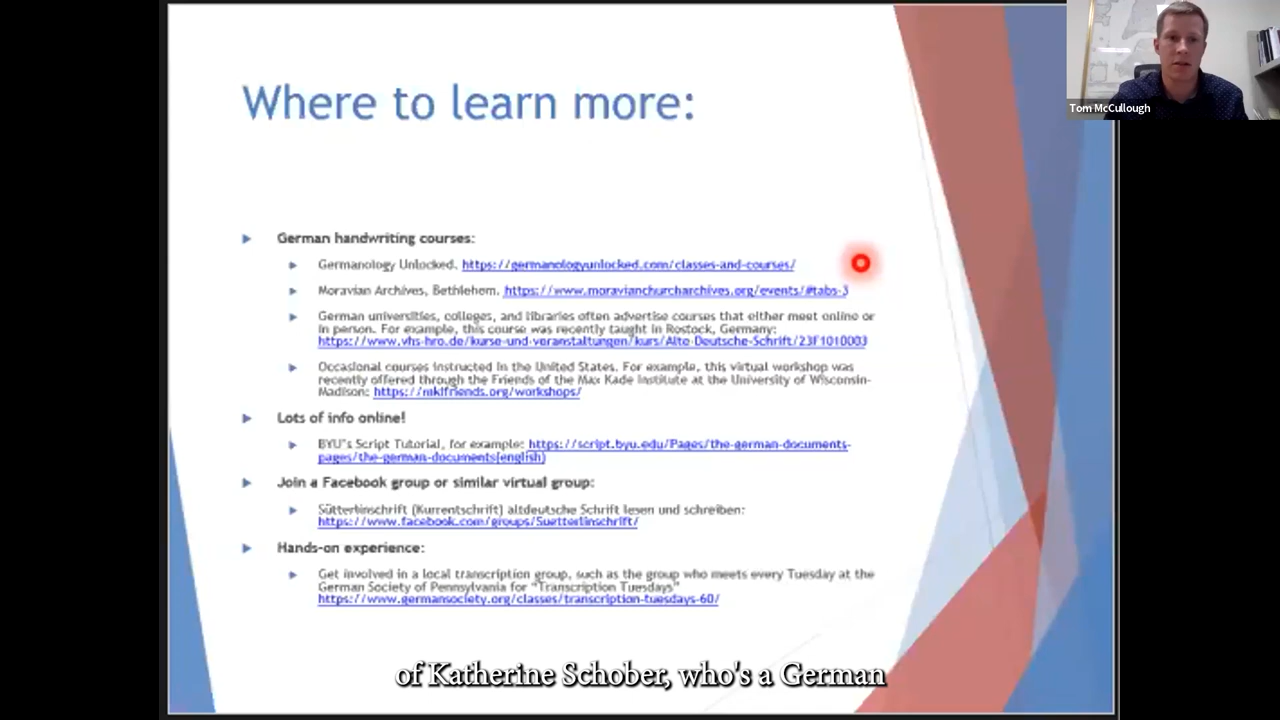 Where to learn more:
Tom McCullough
German handwriting courses:
Germanology Unlocked. https://germanologyunlocked.com/classes-and-courses/
Moravian Archives, Bethlehem. https://www.moravianchurcharchives.org/events/#tabs-3
German universities, colleges, and libraries often advertise courses that either meet online or
in person. For example, this course was recently taught in Rostock, Germany:
https://www.vhs-hro.de/kurse-und-veranstaltungen/kurs/Alte-Deutsche-Schrift/23F1010003
Occasional courses instructed in the United States. For example, this virtual workshop was
recently offered through the Friends of the Max Kade Institute at the University of Wisconsin-
Madison: https://mkifriends.org/workshops/
Lots of info online!
BYU's Script Tutorial, for example: https://script.byu.edu/Pages/the-german-documents-
pages/the-german-documents(english)
Join a Facebook group or similar virtual group:
Sütterlinschrift (Kurrentschrift) altdeutsche Schrift lesen und schreiben:
https://www.facebook.com/groups/Suetterlinschrift/
Hands-on experience:
Get involved in a local transcription group, such as the group who meets every Tuesday at the
German Society of Pennsylvania for "Transcription Tuesdays"
https://www.germansociety.org/classes/transcription-tuesdays-60/
of Katherine Schober, who's a German